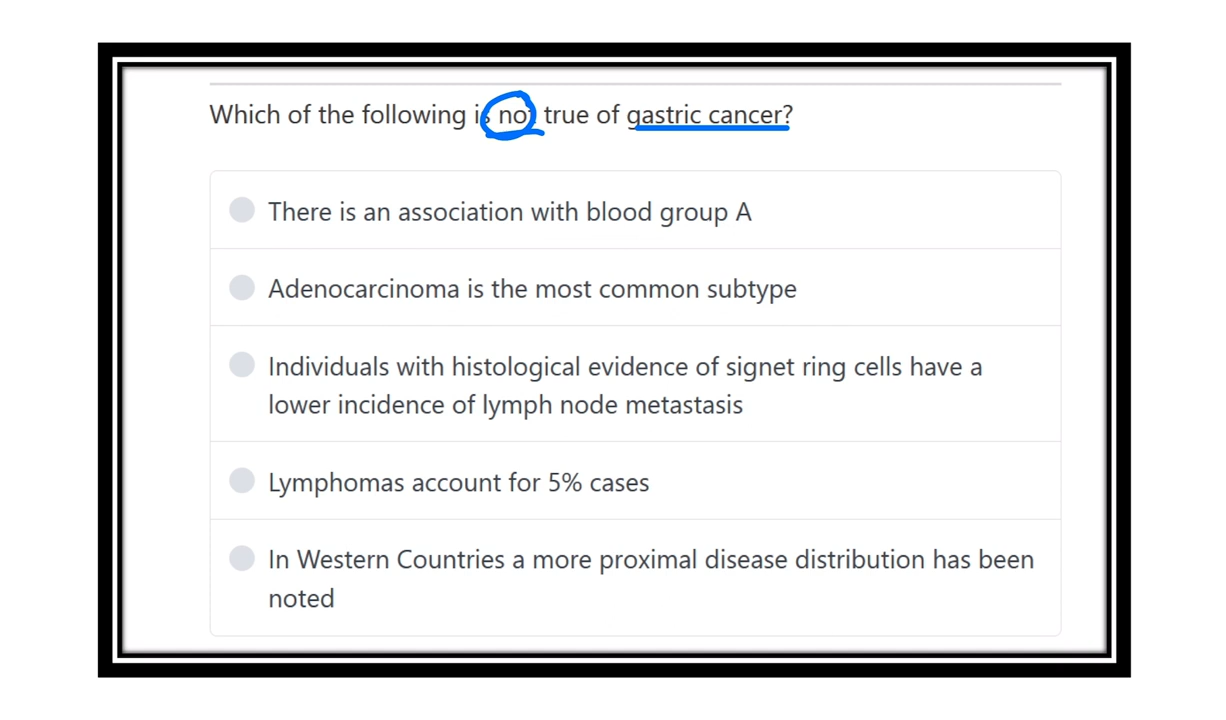 Which of the following is not true of gastric cancer?
There is an association with blood group A
Adenocarcinoma is the most common subtype
Individuals with histological evidence of signet ring cells have a
lower incidence of lymph node metastasis
Lymphomas account for 5% cases
In Western Countries a more proximal disease distribution has been
noted